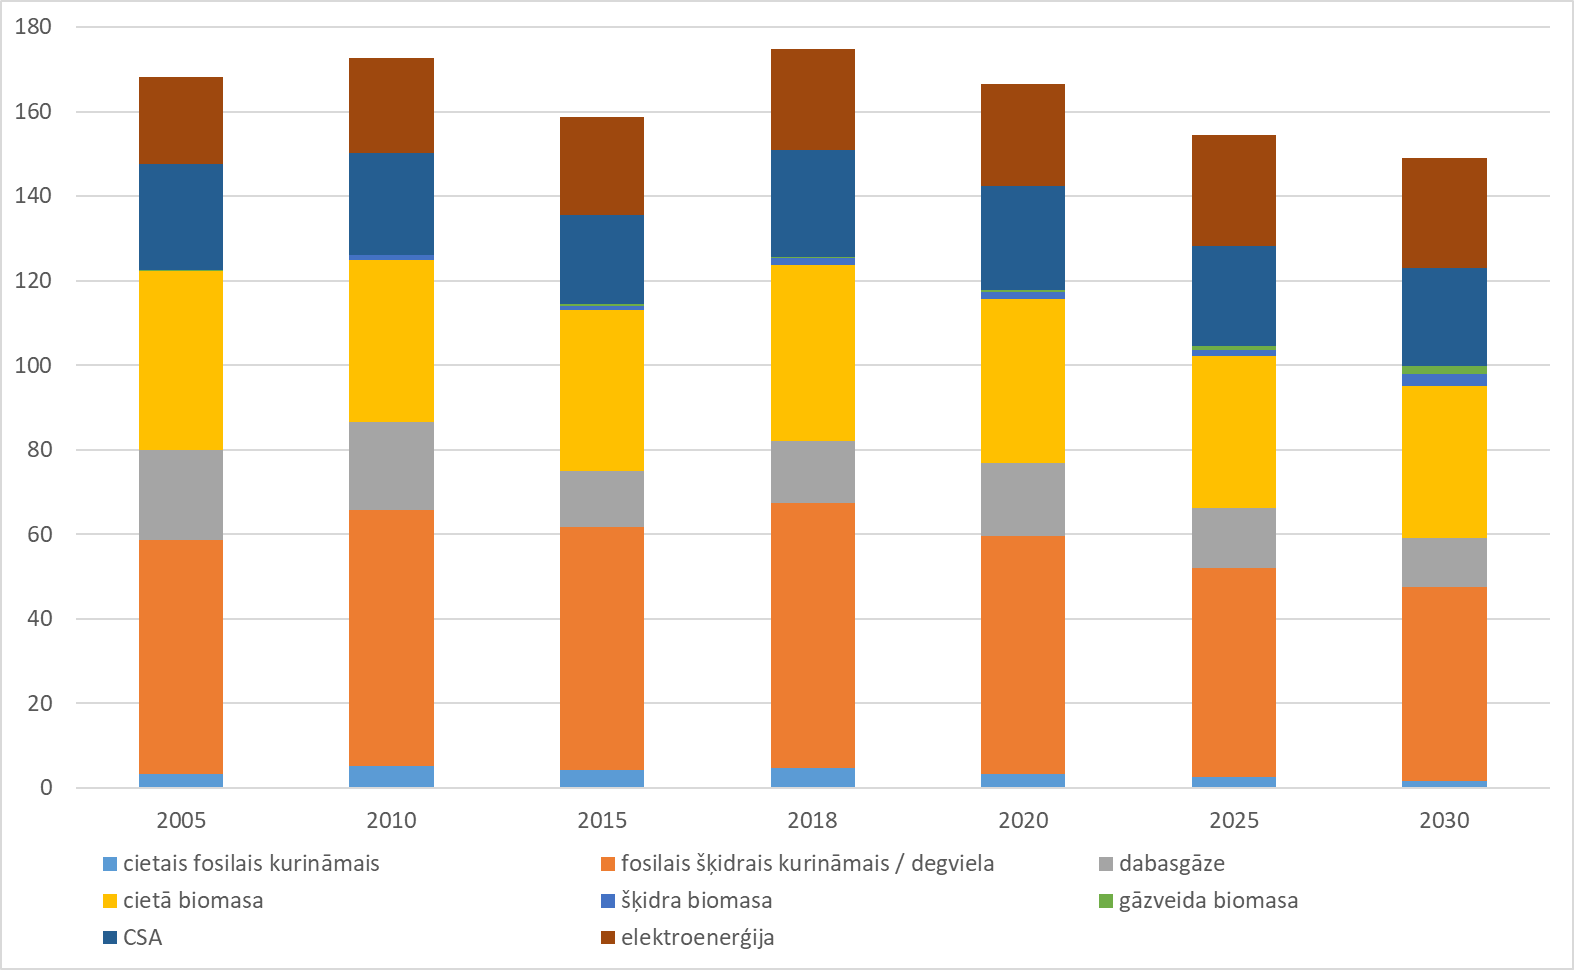 180
160
140
120
100
80
60
40
20
0
2005 2010 2015 2018 2020 2025 2030
cietais fosilais kurināmais fosilais šķidrais kurināmais / degviela dabasgāze
cietā biomasa šķidra biomasa gāzveida biomasa
CSA elektroenerģija